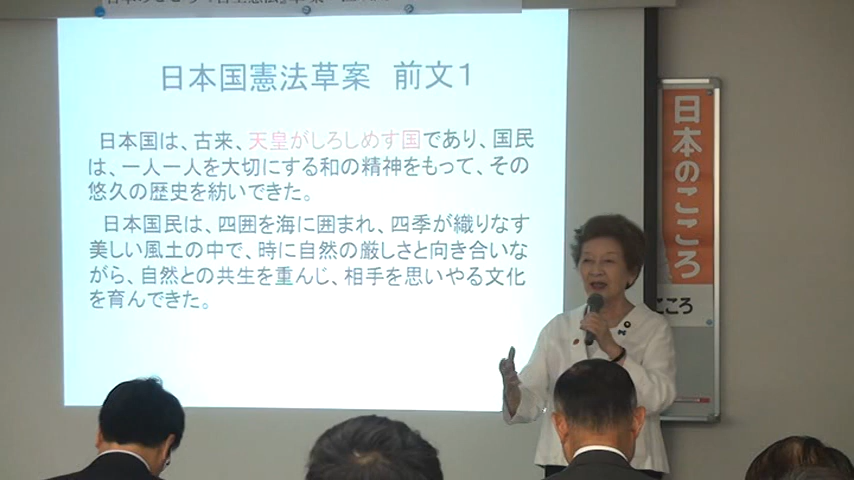 日本国憲法草案　前文１
日本国は、古来、天皇がしろしめす国であり、国民
は、一人一人を大切にする和の精神をもって、その
悠久の歴史を紡いできた。
日本国民は、四囲を海に囲まれ、四季が織りなす
美しい風土の中で、時に自然の厳しさと向き合いな
がら、自然との共生を重んじ、相手を思いやる文化
を育んできた。
日本のこころ
こころ